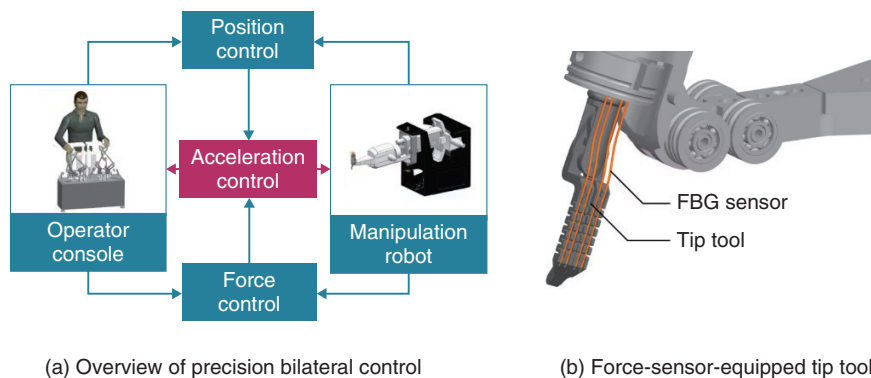 Position
control
Acceleration
control
Operator
console
Manipulation
robot
Force
control
FBG sensor
Tip tool
(a) Overview of precision bilateral control
(b) Force-sensor-equipped tip tool